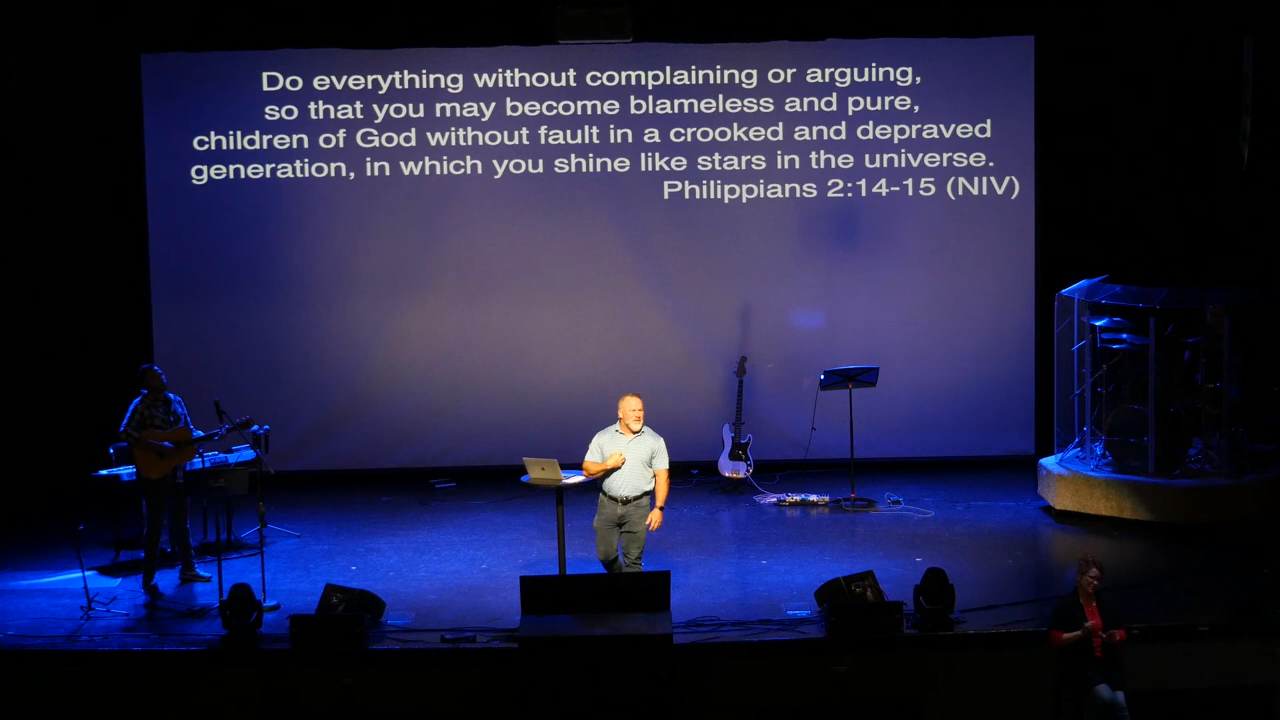 Do everything without complaining or arguing,
so that you may become blameless and pure,
children of God without fault in a crooked and depraved
generation, in which you shine like stars in the universe.
Philippians 2:14-15 (NIV)